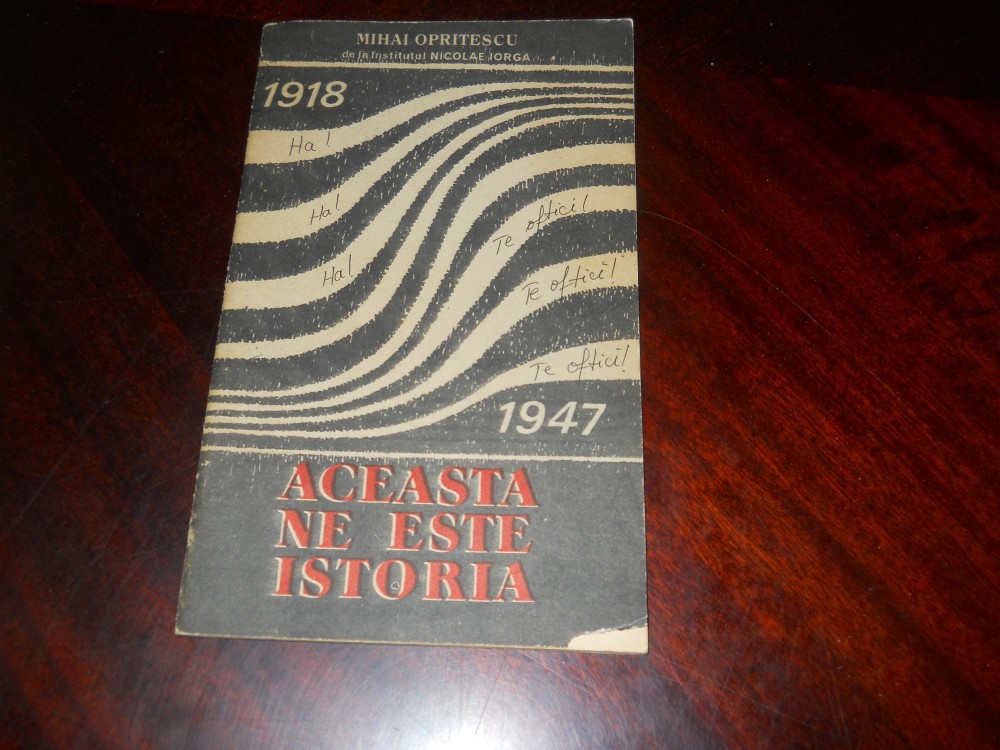 MIHAI OPRIȚESCU
de la Institutul NICOLAE IORGA
1918
Ha!
Ha!
Te oftici!
Ha!
Te oftici!
Te oftici!
1947
ACEASTA
NE ESTE
ISTORIA